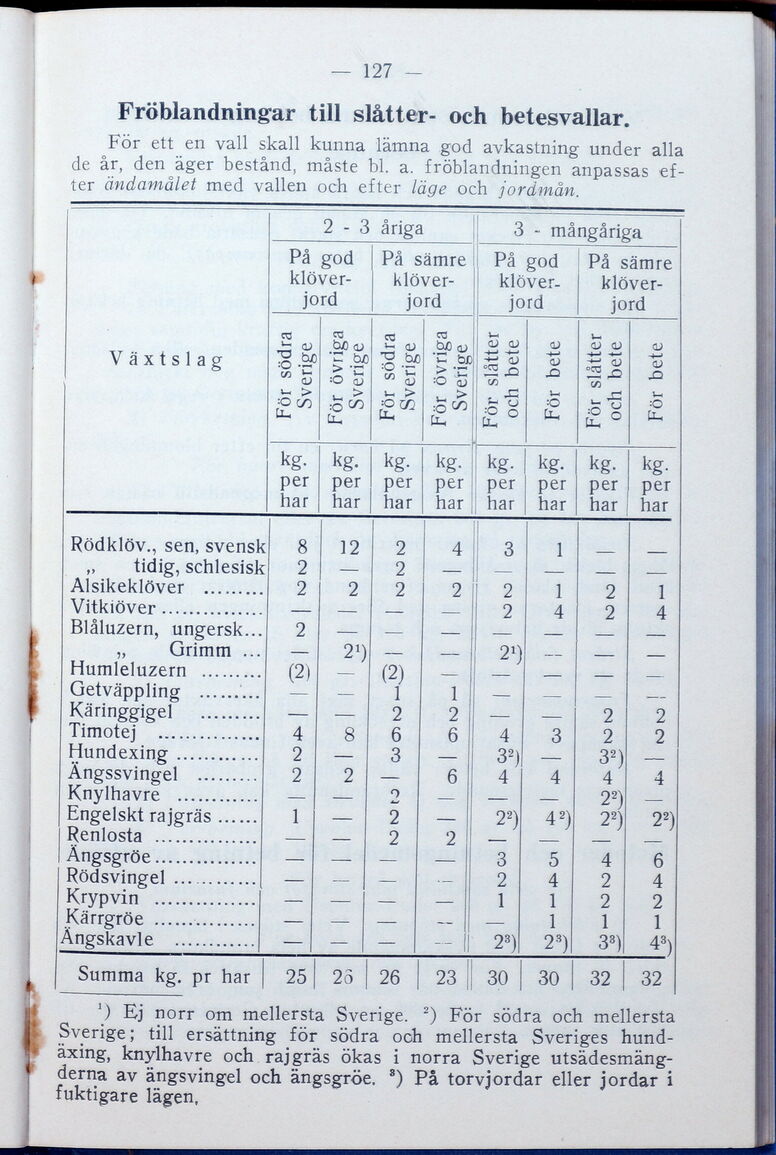 — 127 —
Fröblandningar till slåtter- och betesvallar.
För ett en vall skall kunna lämna god avkastning under alla
de år, den äger bestånd, måste bl. a. fröblandningen anpassas ef-
ter ändamålet med vallen och efter läge och jordmån.
2 - 3 åriga 3 - mångåriga
På god På sämre På god På sämre
klöver- klöver- klöver- klöver-
jord jord jord jord
Växtslag
För södra Sverige För övriga Sverige För södra Sverige För övriga Sverige För slåtter och bete För bete För slåtter och bete För bete
kg. kg. kg. kg. kg. kg. kg. kg.
per per per per per per per per
har har har har har har har har
Rödklöv., sen, svensk 8 12 2 4 3 1 — —
„ tidig, schlesisk 2 2
Alsikeklöver ......... 2 2 2 2 2 1 2 1
Vitkiöver ............. — — — — 2 4 2 4
Blåluzern, ungersk... 2 — — — — — — —
„ Grimm ... — 2¹) — — 2¹) — — —
Humleluzern ......... (2) — (2) — — — — —
Getväppling ......... — — 1 1 — — — —
Käringgigel ......... — — 2 2 — — 2 2
Timotej ............. 4 8 6 6 4 3 2 2
Hundexing ............ 2 — 3 — 3²) 3²) —
Ängssvingel ......... 2 2 — 6 4 4 4 4
Knylhavre ............ — — 2 — — — 2²) —
Engelskt rajgräs ...... 1 — 2 — 2²) 4²) 2²) 2²)
Renlosta ............ — — 2 2 — — — —
Ängsgröe ............. — — — — 3 5 4 6
Rödsvingel ............ — — — — 2 4 2 4
Krypvin ............. — — — — 1 1 2 2
Kärrgröe ............. — — — — — 1 1 1
Ängskavle ............ — — — — 2³) 2³) 3³) 4³)
Summa kg. pr har 25 26 26 23 30 30 32 32
¹) Ej norr om mellersta Sverige. ²) För södra och mellersta
Sverige; till ersättning för södra och mellersta Sveriges hund-
äxing, knylhavre och rajgräs ökas i norra Sverige utsädesmäng-
derna av ängsvingel och ängsgröe. ³) På torvjordar eller jordar i
fuktigare lägen,